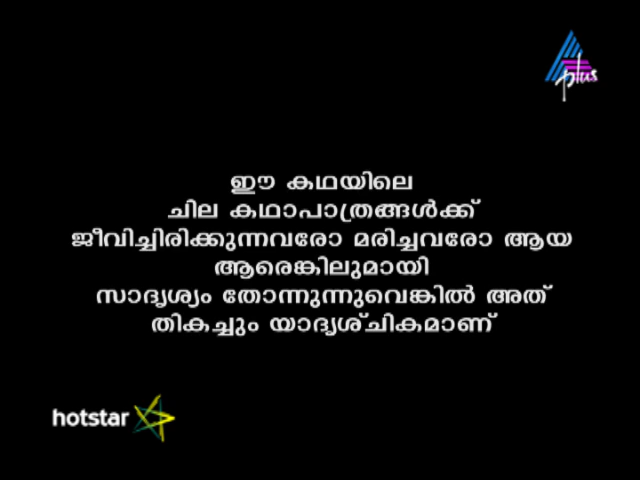 plus
ഈ കഥയിലെ
ചില കഥാപാത്രങ്ങൾക്ക്
ജീവിച്ചിരിക്കുന്നവരോ മരിച്ചവരോ ആയ
ആരെങ്കിലുമായി
സാദൃശ്യം തോന്നുന്നുവെങ്കിൽ അത്
തികച്ചും യാദൃശ്ചികമാണ്
hotstar